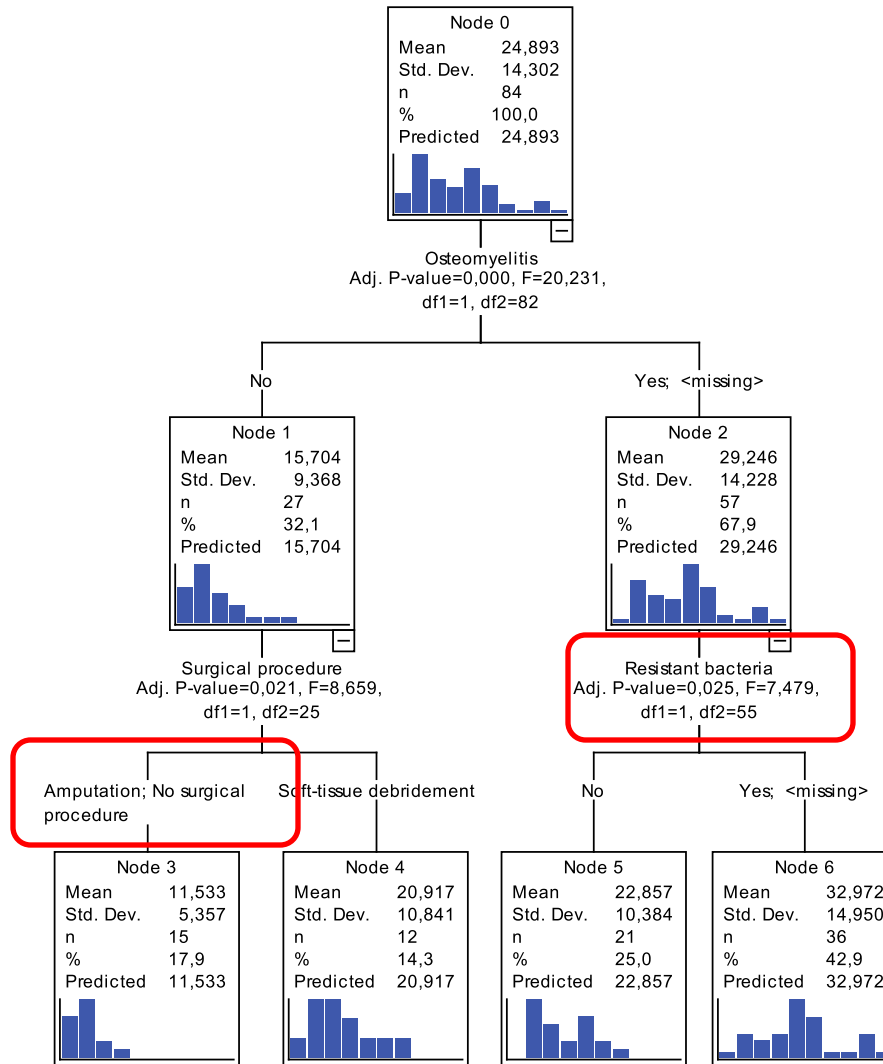 Node 0
Mean 24,893
Std. Dev. 14,302
n 84
% 100,0
Predicted 24,893
Osteomyelitis
Adj. P-value=0,000, F=20,231,
df1=1, df2=82
No
Yes; <missing>
Node 1
Mean 15,704
Std. Dev. 9,368
n 27
% 32,1
Predicted 15,704
Node 2
Mean 29,246
Std. Dev. 14,228
n 57
% 67,9
Predicted 29,246
Surgical procedure
Adj. P-value=0,021, F=8,659,
df1=1, df2=25
Resistant bacteria
Adj. P-value=0,025, F=7,479,
df1=1, df2=55
Amputation; No surgical
procedure
Soft-tissue debridement
No
Yes; <missing>
Node 3
Mean 11,533
Std. Dev. 5,357
n 15
% 17,9
Predicted 11,533
Node 4
Mean 20,917
Std. Dev. 10,841
n 12
% 14,3
Predicted 20,917
Node 5
Mean 22,857
Std. Dev. 10,384
n 21
% 25,0
Predicted 22,857
Node 6
Mean 32,972
Std. Dev. 14,950
n 36
% 42,9
Predicted 32,972